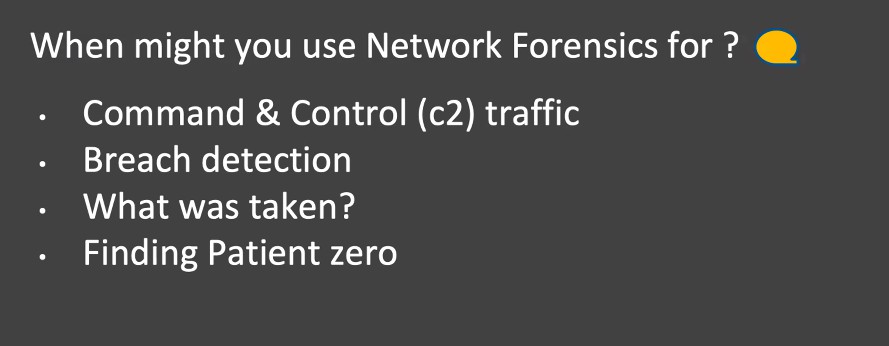 When might you use Network Forensics for ?
• Command & Control (c2) traffic
• Breach detection
• What was taken?
• Finding Patient zero